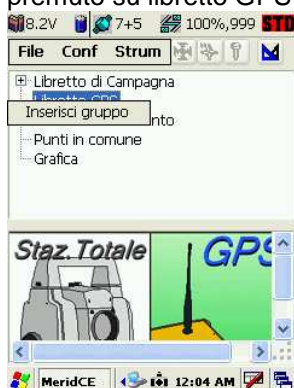 premuto su libretto GPS
8.2V 7+5 100%,999 STO
File Conf Strum
Libretto di Campagna
Libretto GPS
Inserisci gruppo
nto
Punti in comune
Grafica
Staz. Totale GPS
MeridCE 12:04 AM